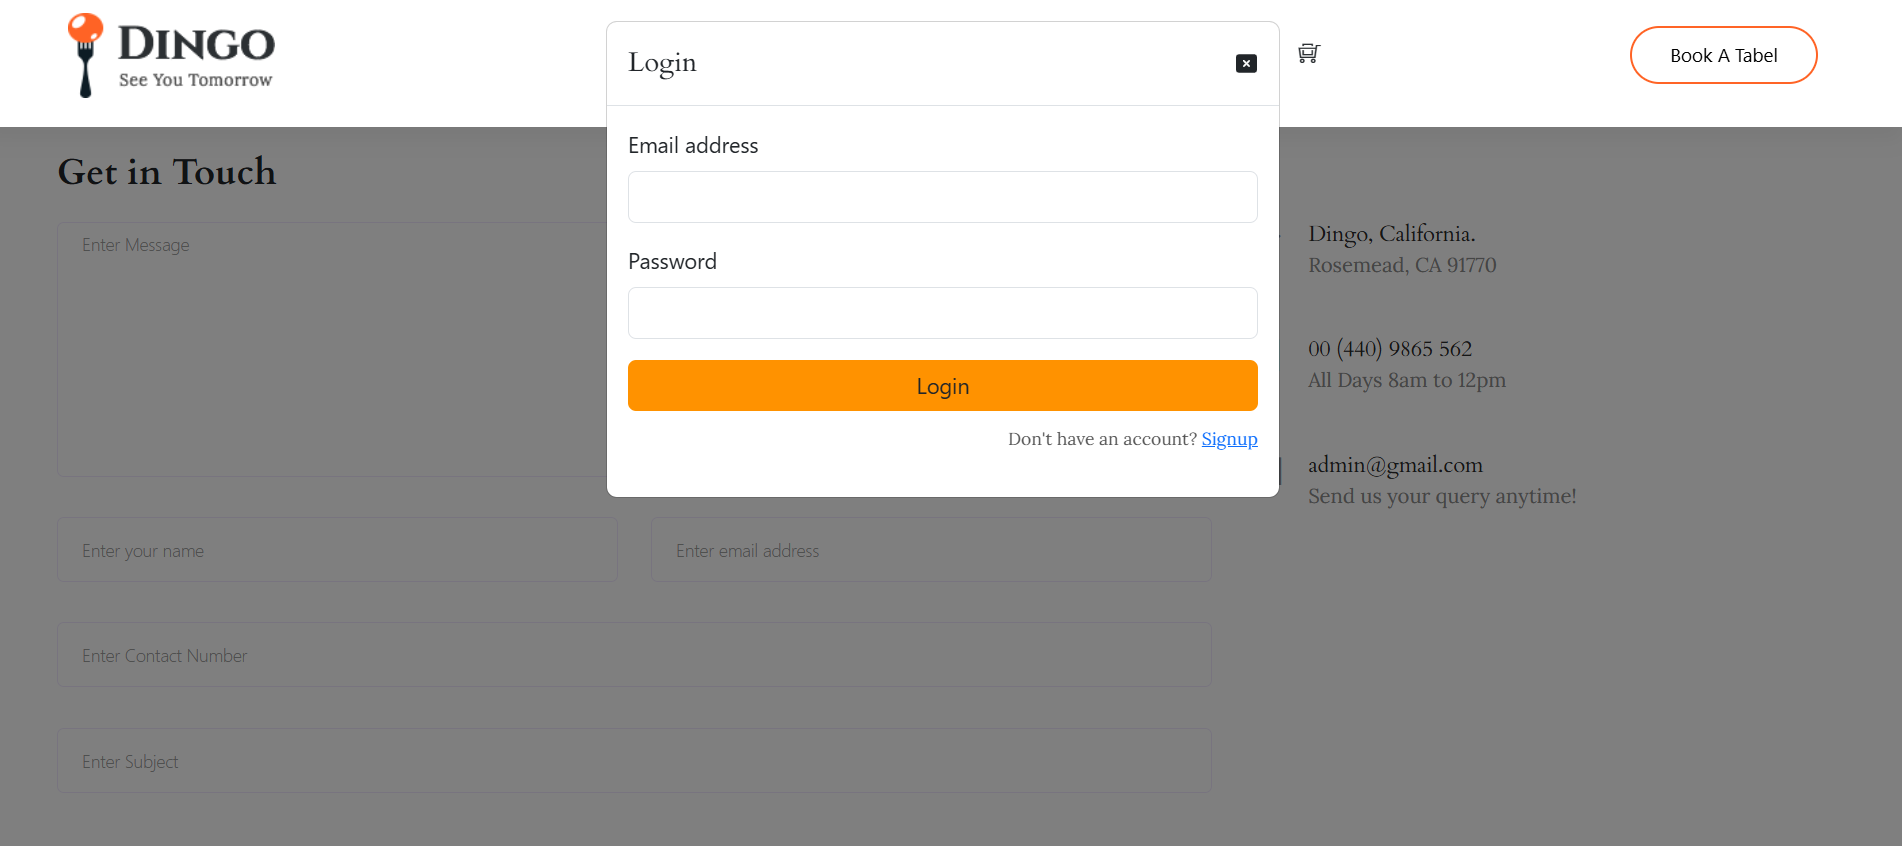 DINGO
See You Tomorrow
Book A Tabel
Login
Email address
Password
Login
Don't have an account? Signup
Get in Touch
Enter Message
Enter your name
Enter email address
Enter Contact Number
Enter Subject
Dingo, California.
Rosemead, CA 91770
00 (440) 9865 562
All Days 8am to 12pm
admin@gmail.com
Send us your query anytime!